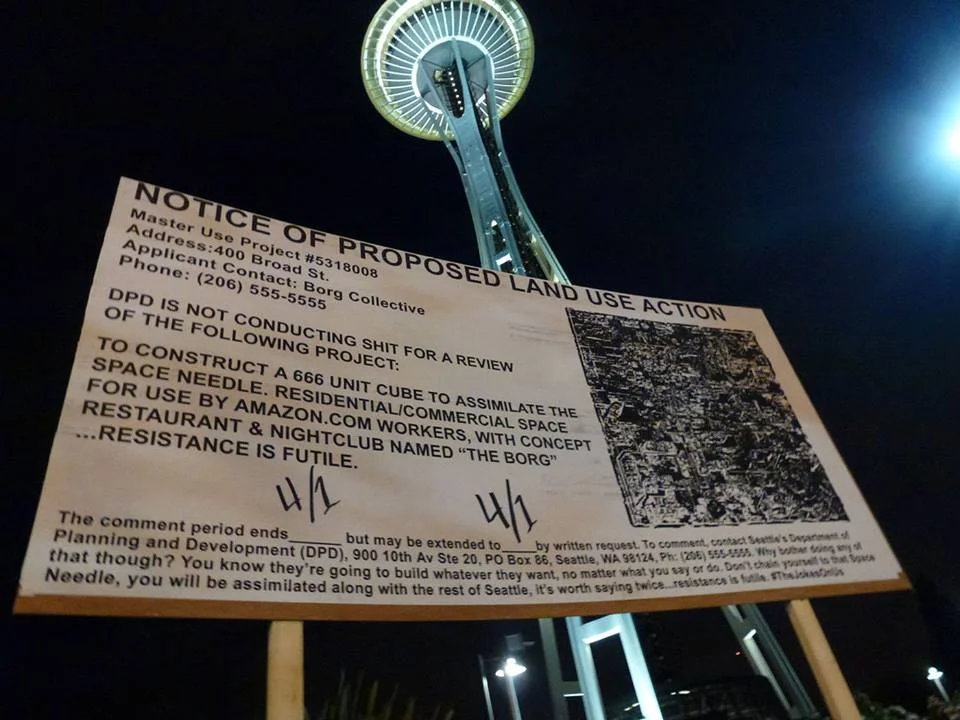 NOTICE OF PROPOSED LAND USE ACTION
Master Use Project #5318008
Address:400 Broad St.
Applicant Contact: Borg Collective
Phone: (206) 555-5555
DPD IS NOT CONDUCTING SHIT FOR A REVIEW
OF THE FOLLOWING PROJECT:
TO CONSTRUCT A 666 UNIT CUBE TO ASSIMILATE THE
SPACE NEEDLE. RESIDENTIAL/COMMERCIAL SPACE
FOR USE BY AMAZON.COM WORKERS, WITH CONCEPT
RESTAURANT & NIGHTCLUB NAMED "THE BORG"
...RESISTANCE IS FUTILE.
4/1 4/1
The comment period ends_____ but may be extended to_____by written request. To comment, contact Seattle's Department of
Planning and Development (DPD), 900 10th Av Ste 20, PO Box 86, Seattle, WA 98124, Ph: (206) 555-5555. Why bother doing any of
that though? You know they're going to build whatever they want, no matter what you say or do. Don't chain yourself to that Space
Needle, you will be assimilated along with the rest of Seattle, it's worth saying twice...resistance is futile. #TheJokesOnUs